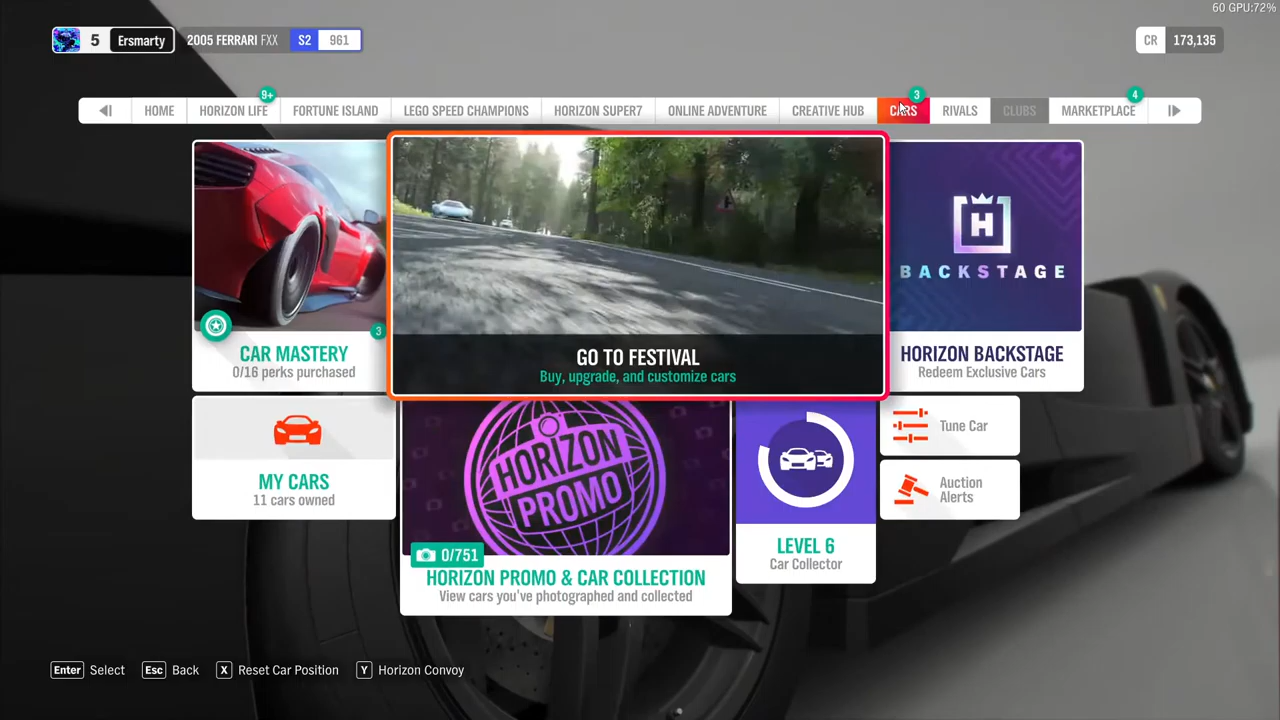 60 GPU:72%
5 Ersmarty 2005 FERRARI FXX S2 961
CR 173,135
9+ 3 4
HOME HORIZON LIFE FORTUNE ISLAND LEGO SPEED CHAMPIONS HORIZON SUPER7 ONLINE ADVENTURE CREATIVE HUB CARS RIVALS CLUBS MARKETPLACE
3
CAR MASTERY
0/16 perks purchased
GO TO FESTIVAL
Buy, upgrade, and customize cars
H
BACKSTAGE
HORIZON BACKSTAGE
Redeem Exclusive Cars
MY CARS
11 cars owned
HORIZON
PROMO
0/751
HORIZON PROMO & CAR COLLECTION
View cars you've photographed and collected
LEVEL 6
Car Collector
Tune Car
Auction
Alerts
Enter Select Esc Back X Reset Car Position Y Horizon Convoy